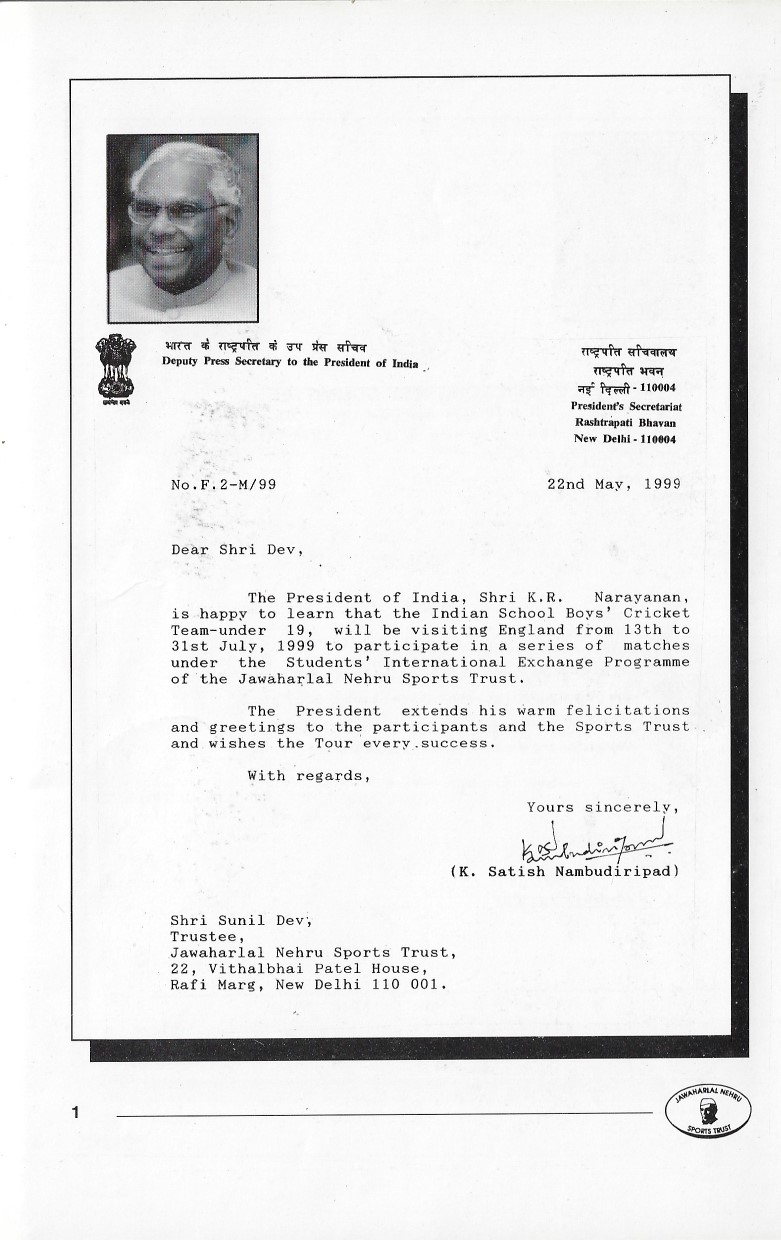 भारत के राष्ट्रपति के उप प्रेस सचिव
Deputy Press Secretary to the President of India
राष्ट्रपति सचिवालय
राष्ट्रपति भवन
नई दिल्ली - 110004
President's Secretariat
Rashtrapati Bhavan
New Delhi - 110004
No.F.2-M/99
22nd May, 1999
Dear Shri Dev,
The President of India, Shri K.R. Narayanan,
is happy to learn that the Indian School Boys' Cricket
Team-under 19, will be visiting England from 13th to
31st July, 1999 to participate in a series of matches
under the Students' International Exchange Programme
of the Jawaharlal Nehru Sports Trust.
The President extends his warm felicitations
and greetings to the participants and the Sports Trust
and wishes the Tour every success.
With regards,
Yours sincerely,
(K. Satish Nambudiripad)
Shri Sunil Dev,
Trustee,
Jawaharlal Nehru Sports Trust,
22, Vithalbhai Patel House,
Rafi Marg, New Delhi 110 001.
1
JAWAHARLAL NEHRU
SPORTS TRUST